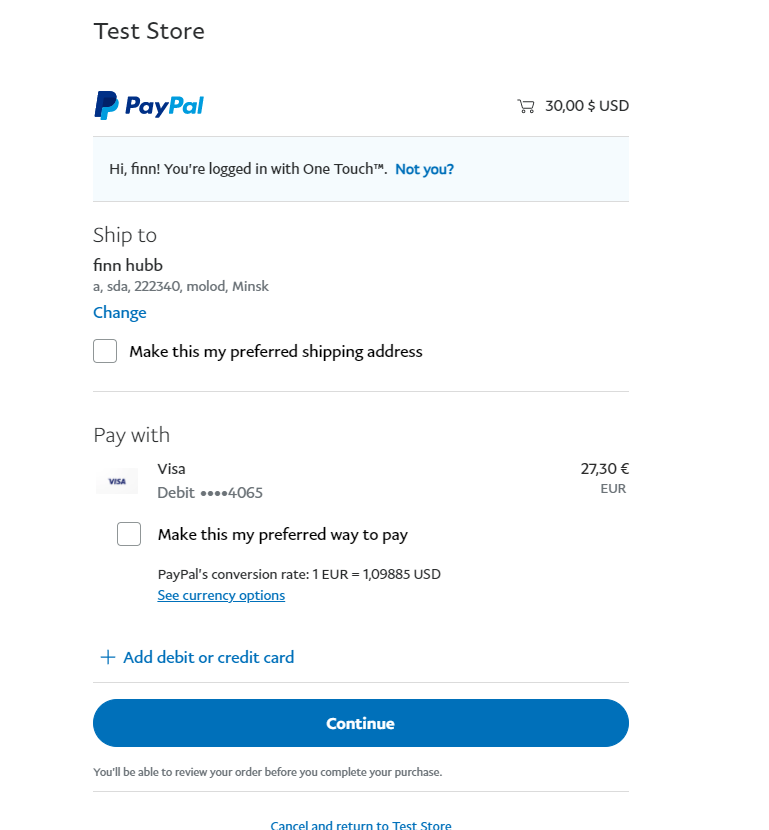 Test Store
PayPal
30,00 $ USD
Hi, finn! You're logged in with One Touch™. Not you?
Ship to
finn hubb
a, sda, 222340, molod, Minsk
Change
Make this my preferred shipping address
Pay with
VISA
Visa
27,30 €
Debit ••••4065
EUR
Make this my preferred way to pay
PayPal's conversion rate: 1 EUR = 1,09885 USD
See currency options
+ Add debit or credit card
Continue
You'll be able to review your order before you complete your purchase.
Cancel and return to Test Store